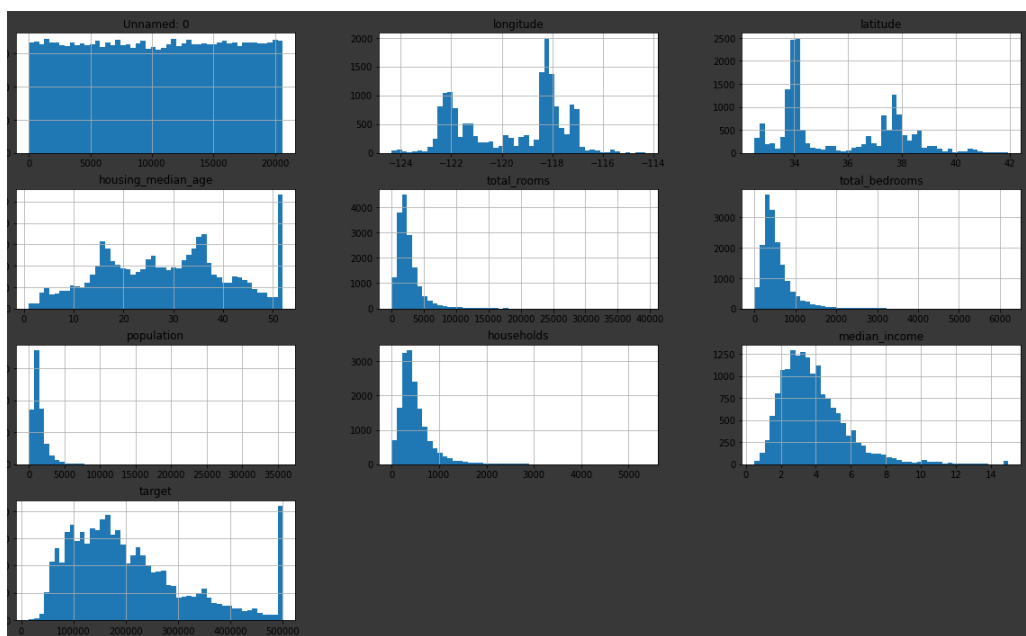 Unnamed: 0 longitude latitude
2000 2500
1500 2000
1500
1000
1000
500
500
0 0
0 5000 10000 15000 20000 −124 −122 −120 −118 −116 −114 34 36 38 40 42
housing_median_age total_rooms total_bedrooms
4000
3000
3000
2000
2000
1000 1000
0 0
0 10 20 30 40 50 0 5000 10000 15000 20000 25000 30000 35000 40000 0 1000 2000 3000 4000 5000 6000
population households median_income
1250
3000
1000
2000 750
500
1000
250
0 0
0 5000 10000 15000 20000 25000 30000 35000 0 1000 2000 3000 4000 5000 0 2 4 6 8 10 12 14
target
100000 200000 300000 400000 500000